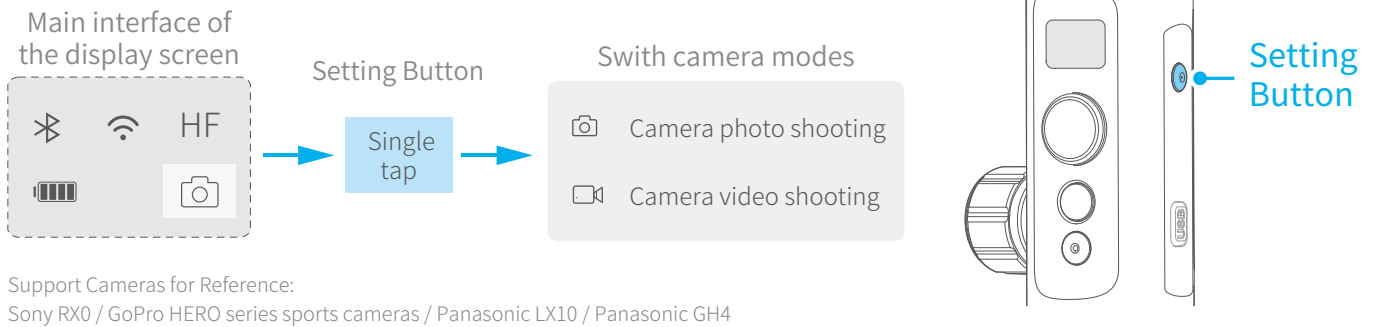 Main interface of
the display screen
HF
Setting Button
Single
tap
Swith camera modes
Camera photo shooting
Camera video shooting
USB
Setting
Button
Support Cameras for Reference:
Sony RX0 / GoPro HERO series sports cameras / Panasonic LX10 / Panasonic GH4